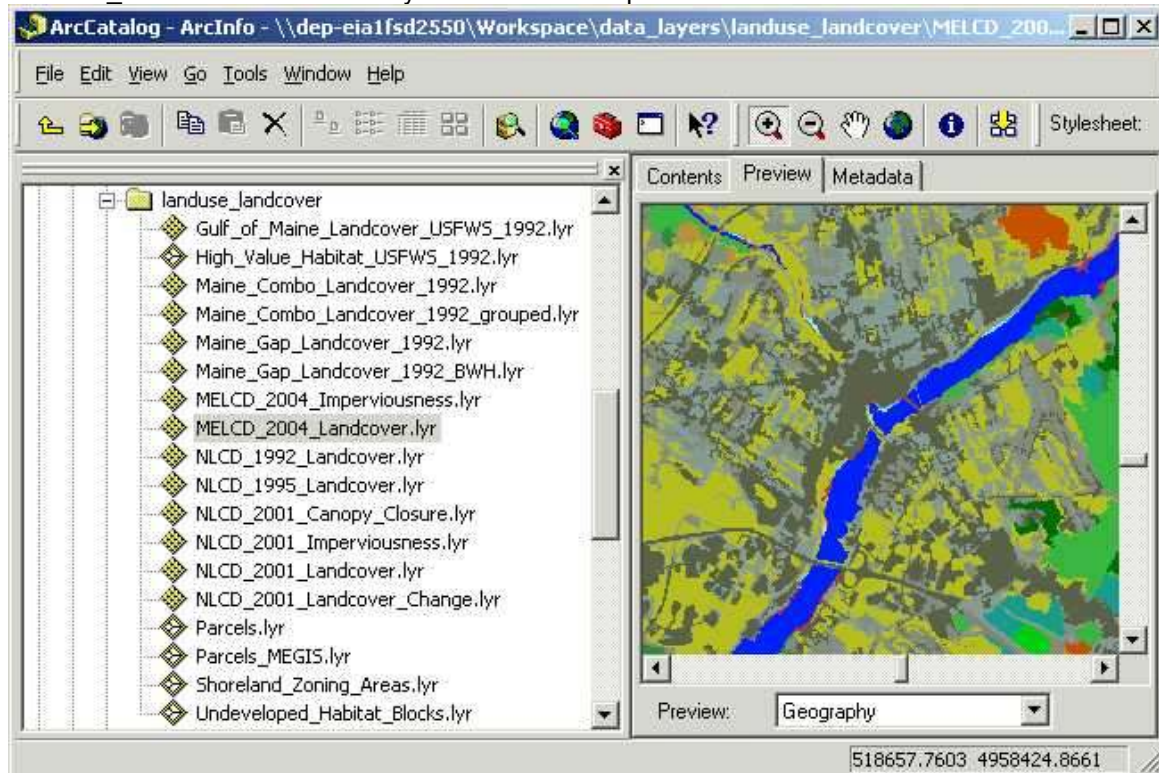 ArcCatalog - ArcInfo - \\dep-eia1fsd2550\Workspace\data_layers\landuse_landcover\MELCD_200...
File Edit View Go Tools Window Help
Stylesheet:
landuse_landcover
Gulf_of_Maine_Landcover_USFWS_1992.lyr
High_Value_Habitat_USFWS_1992.lyr
Maine_Combo_Landcover_1992.lyr
Maine_Combo_Landcover_1992_grouped.lyr
Maine_Gap_Landcover_1992.lyr
Maine_Gap_Landcover_1992_BWH.lyr
MELCD_2004_Imperviousness.lyr
MELCD_2004_Landcover.lyr
NLCD_1992_Landcover.lyr
NLCD_1995_Landcover.lyr
NLCD_2001_Canopy_Closure.lyr
NLCD_2001_Imperviousness.lyr
NLCD_2001_Landcover.lyr
NLCD_2001_Landcover_Change.lyr
Parcels.lyr
Parcels_MEGIS.lyr
Shoreland_Zoning_Areas.lyr
Undeveloped_Habitat_Blocks.lyr
Contents Preview Metadata
Preview: Geography
518657.7603 4958424.8661